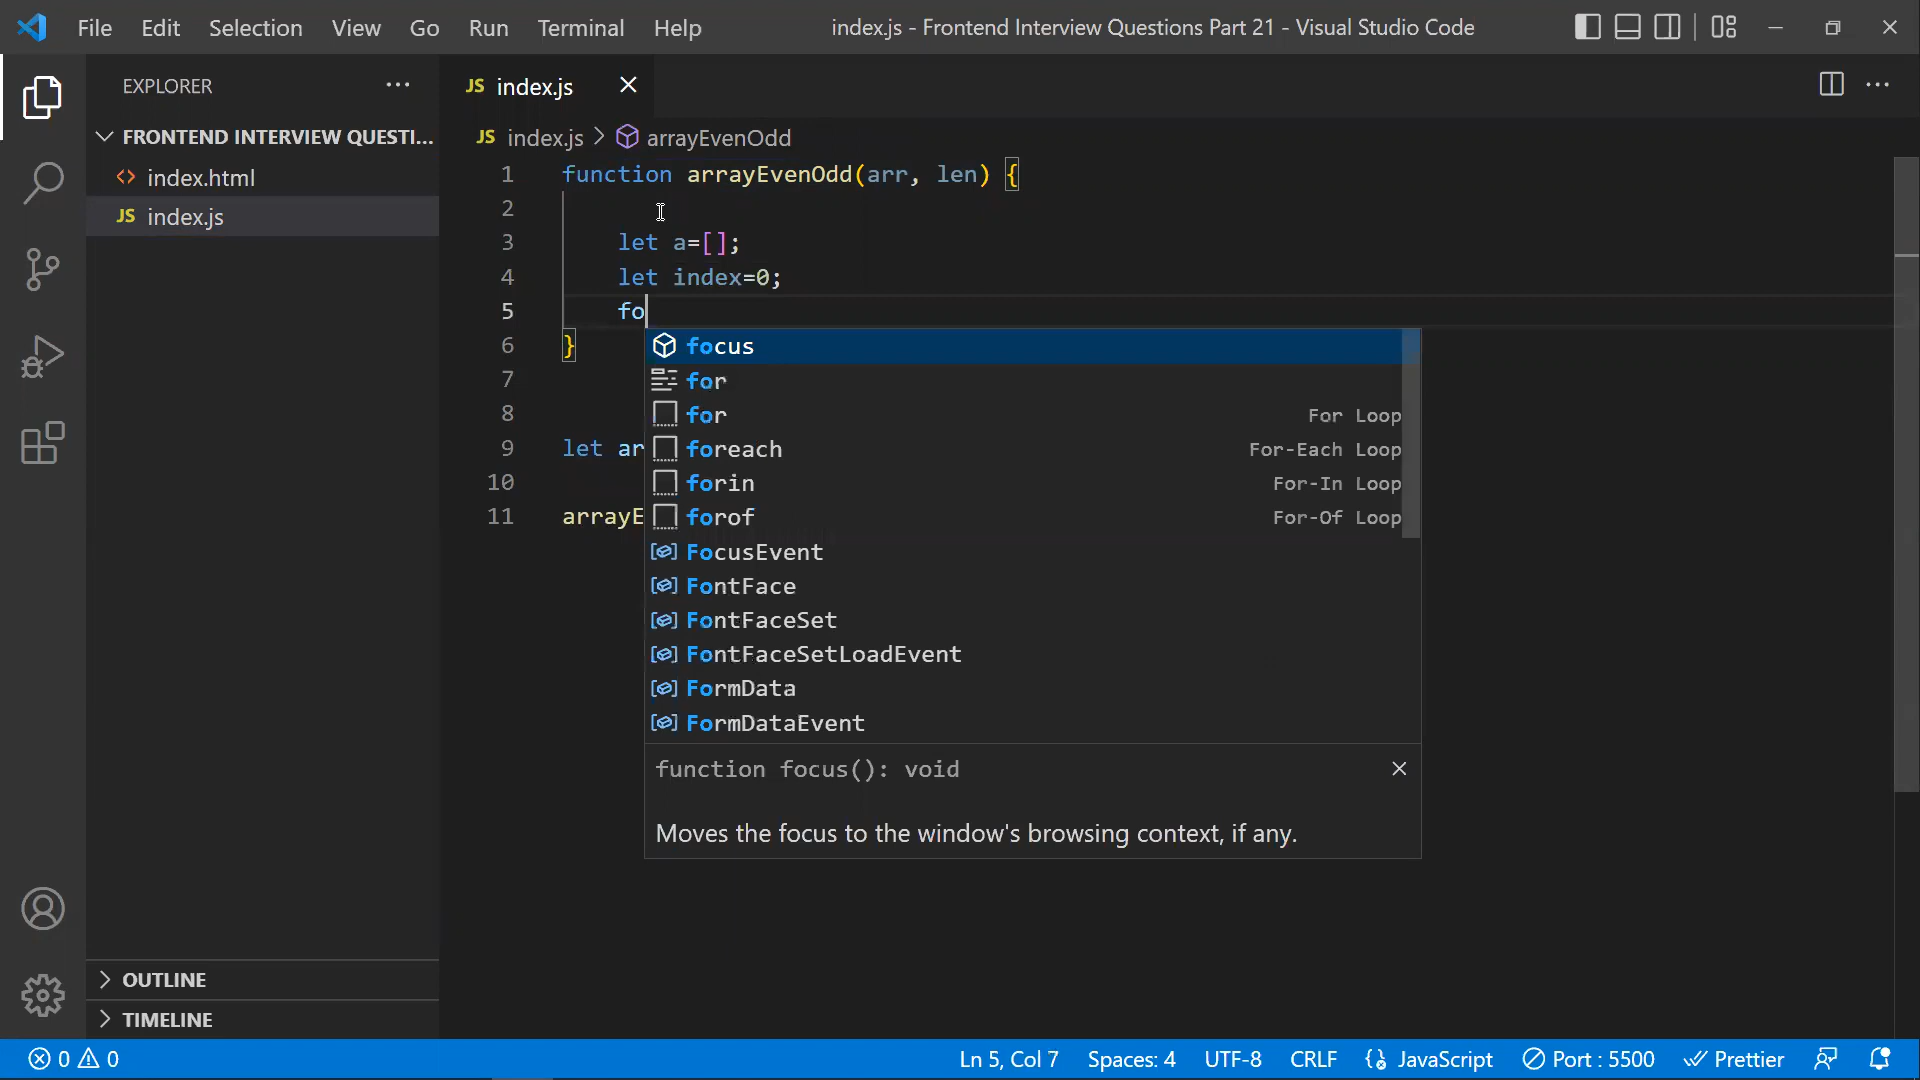 File Edit Selection View Go Run Terminal Help index.js - Frontend Interview Questions Part 21 - Visual Studio Code
EXPLORER
FRONTEND INTERVIEW QUESTI...
index.html
JS index.js
OUTLINE
TIMELINE
JS index.js
JS index.js > arrayEvenOdd
1 function arrayEvenOdd(arr, len) {
2
3 let a=[];
4 let index=0;
5 fo
6 }
7
8
9 let ar
10
11 arrayE
focus
for
for For Loop
foreach For-Each Loop
forin For-In Loop
forof For-Of Loop
FocusEvent
FontFace
FontFaceSet
FontFaceSetLoadEvent
FormData
FormDataEvent
function focus(): void
Moves the focus to the window's browsing context, if any.
0 0 Ln 5, Col 7 Spaces: 4 UTF-8 CRLF JavaScript Port : 5500 Prettier